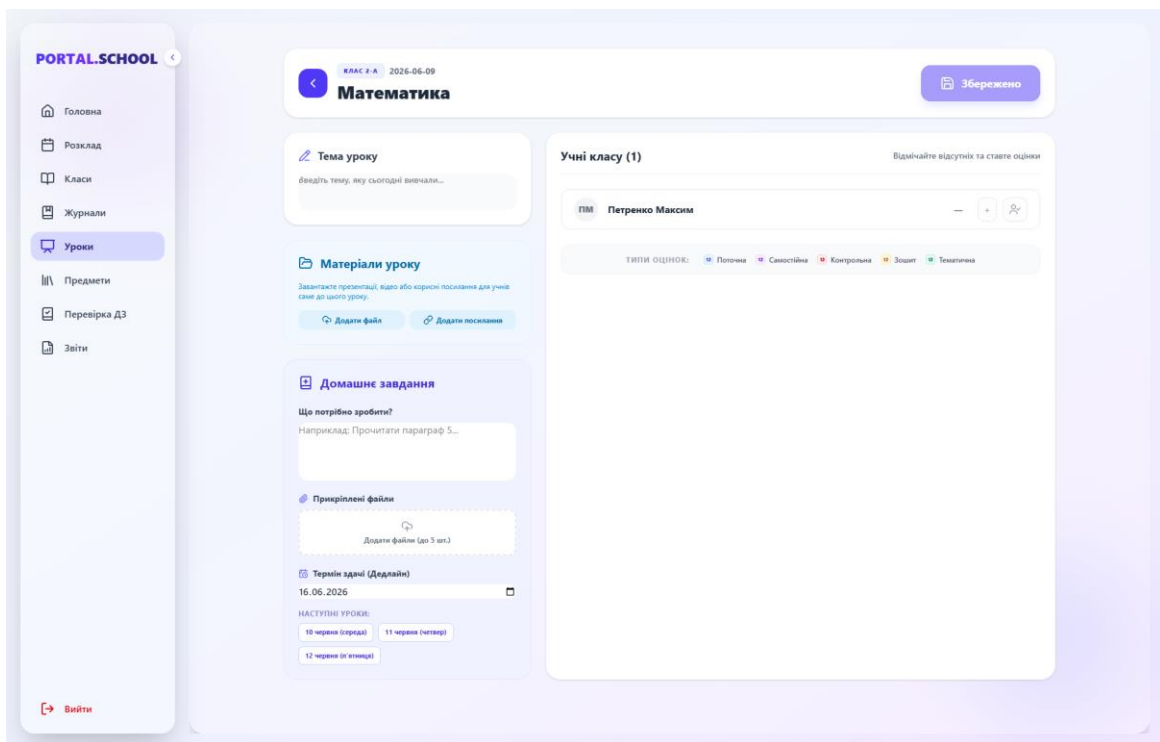 PORTAL.SCHOOL
Головна
Розклад
Класи
Журнали
Уроки
Предмети
Перевірка ДЗ
Звіти
Вийти
КЛАС 2-А 2026-06-09
Математика
Збережено
Тема уроку
Введіть тему, яку сьогодні вивчали...
Матеріали уроку
Завантажте презентації, відео або корисні посилання для учнів
саме до цього уроку.
Додати файл
Додати посилання
Домашнє завдання
Що потрібно зробити?
Наприклад: Прочитати параграф 5...
Прикріплені файли
Додати файли (до 5 шт.)
Термін здачі (Дедлайн)
16.06.2026
НАСТУПНІ УРОКИ:
10 червня (середа) 11 червня (четвер)
12 червня (п'ятниця)
Учні класу (1)
Відмічайте відсутніх та ставте оцінки
ПМ Петренко Максим — +
ТИПИ ОЦІНОК: 12 Поточна 12 Самостійна 12 Контрольна 12 Зошит 12 Тематична